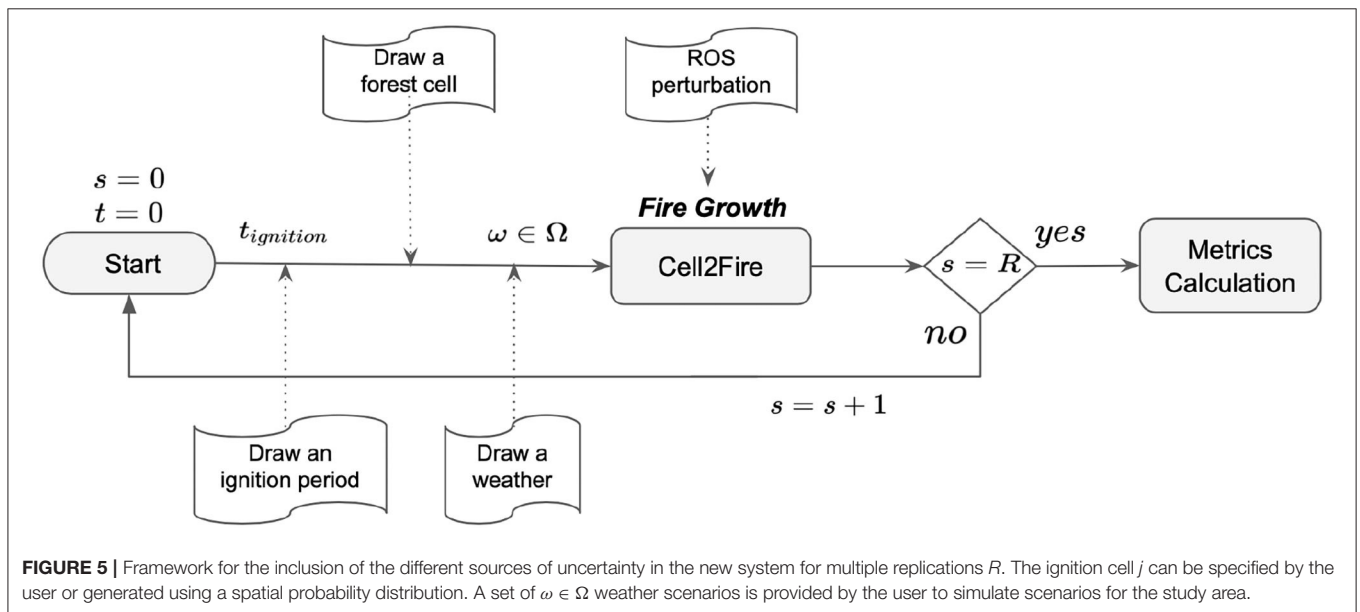 Draw a
forest cell
ROS
perturbation
s = 0
t = 0
Start
t_ignition
ω ∈ Ω
Fire Growth
Cell2Fire
s = R
yes
Metrics
Calculation
no
s = s + 1
Draw an
ignition period
Draw a
weather
FIGURE 5 | Framework for the inclusion of the different sources of uncertainty in the new system for multiple replications R. The ignition cell j can be specified by the
user or generated using a spatial probability distribution. A set of ω ∈ Ω weather scenarios is provided by the user to simulate scenarios for the study area.